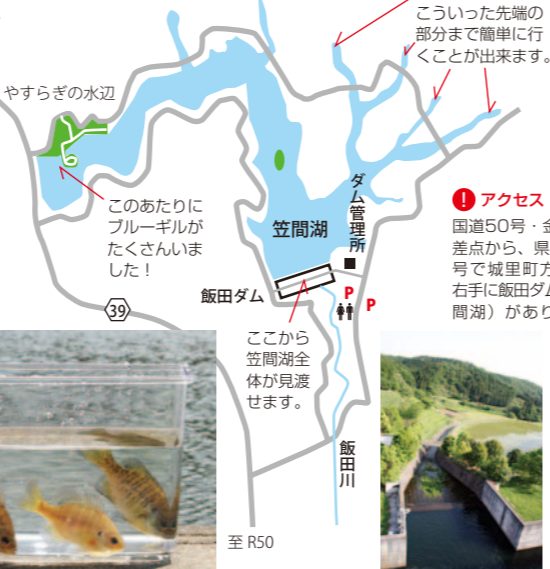 こういった先端の
部分まで簡単に行
くことが出来ます。
やすらぎの水辺
このあたりに
ブルーギルが
たくさんいま
した！
笠間湖
ダム管理所
! アクセス
国道50号・金
差点から、県
号で城里町方
右手に飯田ダム
間湖）があり
飯田ダム
P
P
39
ここから
笠間湖全
体が見渡
せます。
飯田川
至 R50